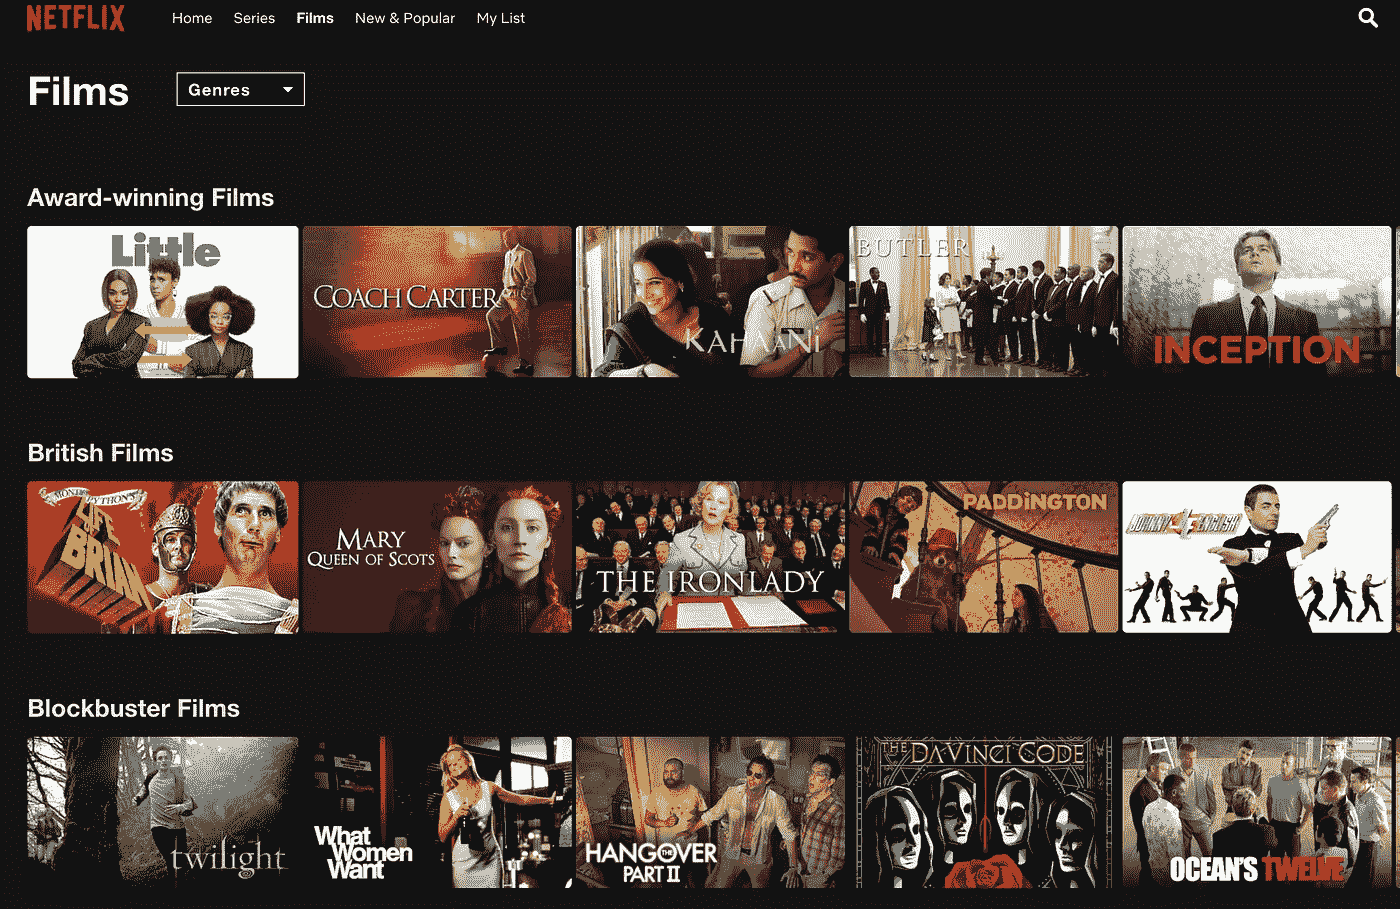 NETFLIX
Home Series Films New & Popular My List
Films
Genres
Award-winning Films
Little
COACH CARTER
KAHAANI
BUTLER
INCEPTION
British Films
MONTY PYTHON'S
LIFE OF BRIAN
MARY
QUEEN OF SCOTS
THE IRON LADY
PADDINGTON
JOHNNY ENGLISH
Blockbuster Films
twilight
What
Women
Want
THE HANGOVER
PART II
THE DA VINCI CODE
OCEAN'S TWELVE